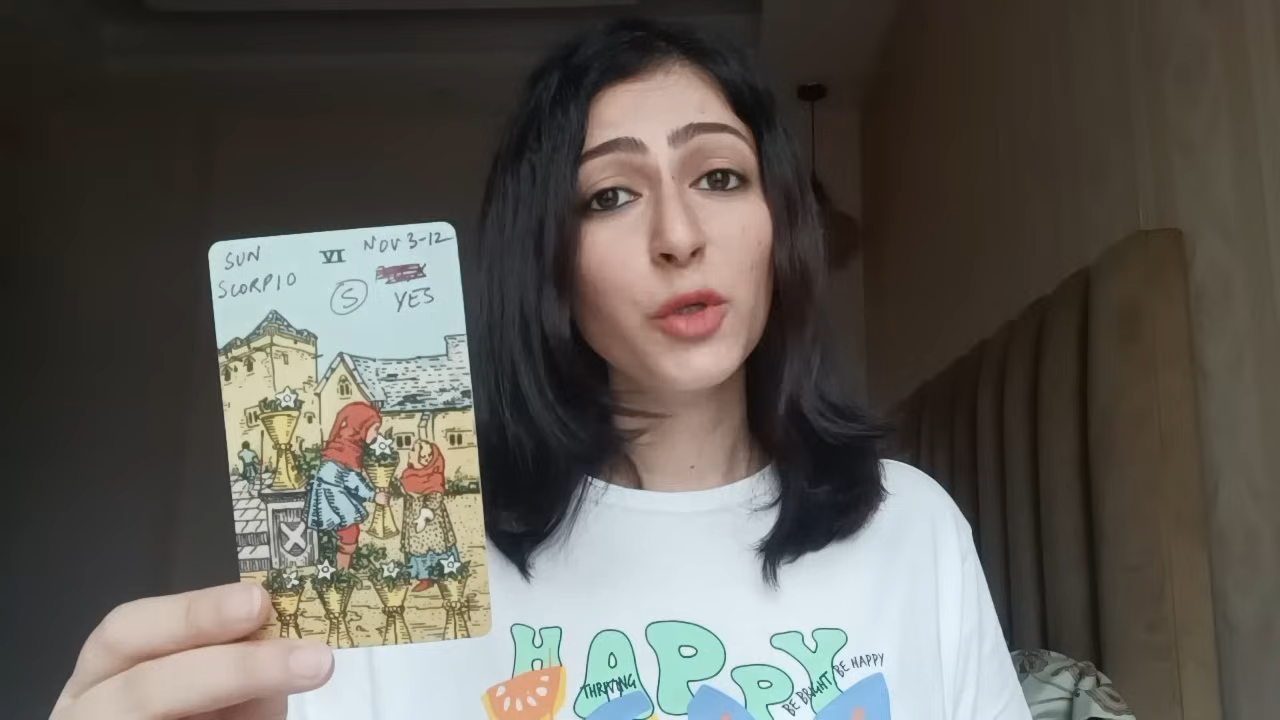 SUN VI NOV 3-12
SCORPIO S YES
HAPPY
THRIVING
BE BRIGHT
BE HAPPY